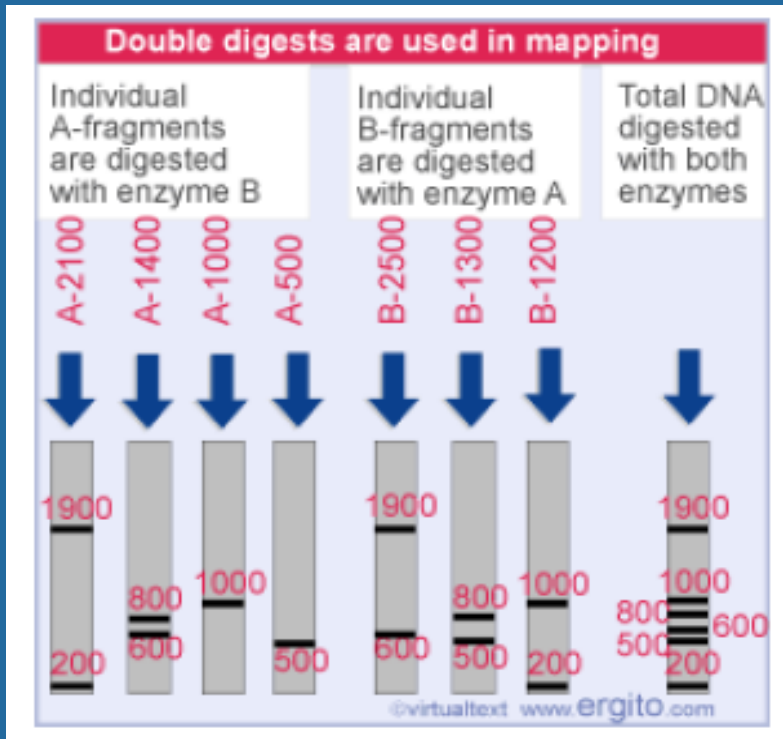 Double digests are used in mapping
Individual
A-fragments
are digested
with enzyme B
Individual
B-fragments
are digested
with enzyme A
Total DNA
digested
with both
enzymes
A-2100
A-1400
A-1000
A-500
B-2500
B-1300
B-1200
1900
200
800
600
1000
500
1900
600
800
500
1000
200
1900
1000
800
600
500
200
©virtualtext www.ergito.com